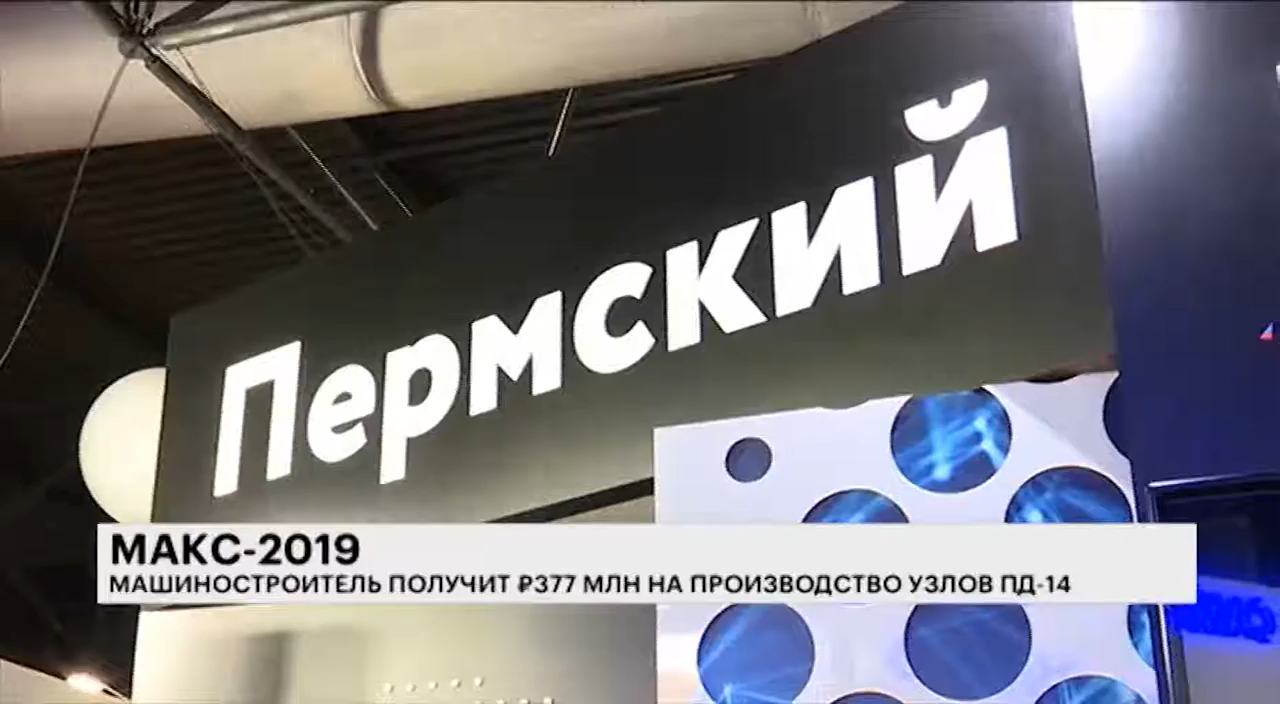 Пермский
МАКС-2019
МАШИНОСТРОИТЕЛЬ ПОЛУЧИТ ₽377 МЛН НА ПРОИЗВОДСТВО УЗЛОВ ПД-14